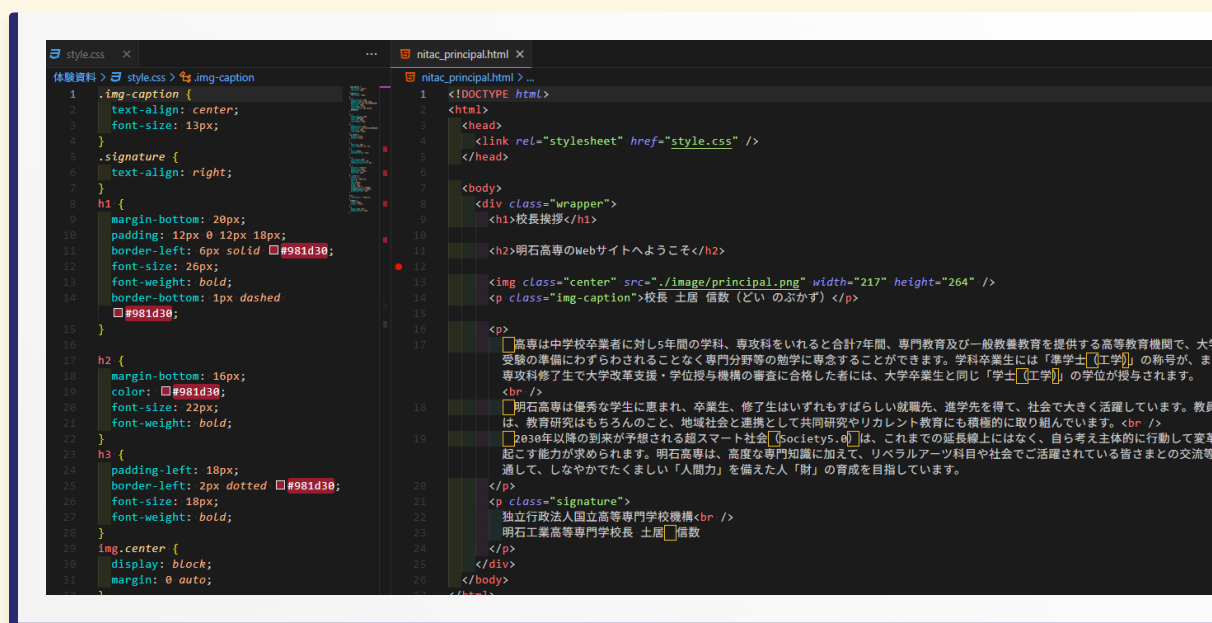 style.css × ···
体験資料 > style.css > .img-caption
1 .img-caption {
2 text-align: center;
3 font-size: 13px;
4 }
5 .signature {
6 text-align: right;
7 }
8 h1 {
9 margin-bottom: 20px;
10 padding: 12px 0 12px 18px;
11 border-left: 6px solid #981d30;
12 font-size: 26px;
13 font-weight: bold;
14 border-bottom: 1px dashed
#981d30;
15 }
16
17 h2 {
18 margin-bottom: 16px;
19 color: #981d30;
20 font-size: 22px;
21 font-weight: bold;
22 }
23 h3 {
24 padding-left: 18px;
25 border-left: 2px dotted #981d30;
26 font-size: 18px;
27 font-weight: bold;
28 }
29 img.center {
30 display: block;
31 margin: 0 auto;
nitac_principal.html ×
nitac_principal.html > ...
1 <!DOCTYPE html>
2 <html>
3 <head>
4 <link rel="stylesheet" href="style.css" />
5 </head>
6
7 <body>
8 <div class="wrapper">
9 <h1>校長挨拶</h1>
10
11 <h2>明石高専のWebサイトへようこそ</h2>
12
13 <img class="center" src="./image/principal.png" width="217" height="264" />
14 <p class="img-caption">校長 土居 信数（どい のぶかず）</p>
15
16 <p>
17 　高専は中学校卒業者に対し5年間の学科、専攻科をいれると合計7年間、専門教育及び一般教養教育を提供する高等教育機関で、大学
受験の準備にわずらわされることなく専門分野等の勉学に専念することができます。学科卒業生には「準学士（工学）」の称号が、ま
専攻科修了生で大学改革支援・学位授与機構の審査に合格した者には、大学卒業生と同じ「学士（工学）」の学位が授与されます。
<br />
18 　明石高専は優秀な学生に恵まれ、卒業生、修了生はいずれもすばらしい就職先、進学先を得て、社会で大きく活躍しています。教員
は、教育研究はもちろんのこと、地域社会と連携として共同研究やリカレント教育にも積極的に取り組んでいます。<br />
19 　2030年以降の到来が予想される超スマート社会（Society5.0）は、これまでの延長線上にはなく、自ら考え主体的に行動して変革
起こす能力が求められます。明石高専は、高度な専門知識に加えて、リベラルアーツ科目や社会でご活躍されている皆さまとの交流等
通して、しなやかでたくましい「人間力」を備えた人「財」の育成を目指しています。
20 </p>
21 <p class="signature">
22 独立行政法人国立高等専門学校機構<br />
23 明石工業高等専門学校長 土居　信数
24 </p>
25 </div>
26 </body>